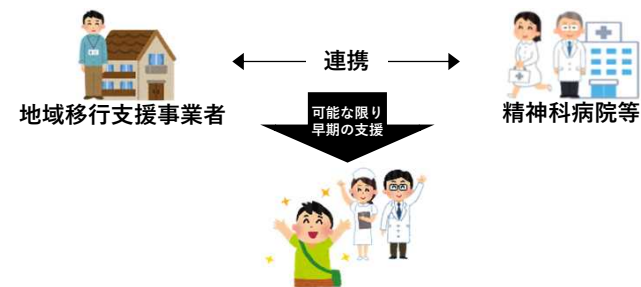 連携
地域移行支援事業者
精神科病院等
可能な限り
早期の支援